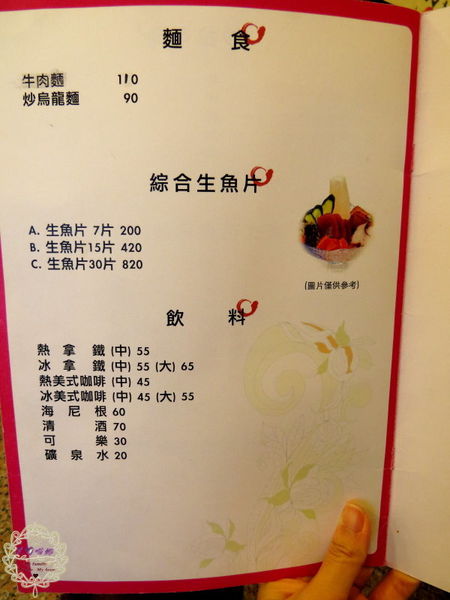 麵 食
牛肉麵 110
炒烏龍麵 90
綜合生魚片
A. 生魚片 7片 200
B. 生魚片15片 420
C. 生魚片30片 820
(圖片僅供參考)
飲 料
熱 拿 鐵 (中) 55
冰 拿 鐵 (中) 55 (大) 65
熱美式咖啡 (中) 45
冰美式咖啡 (中) 45 (大) 55
海 尼 根 60
清 酒 70
可 樂 30
礦 泉 水 20